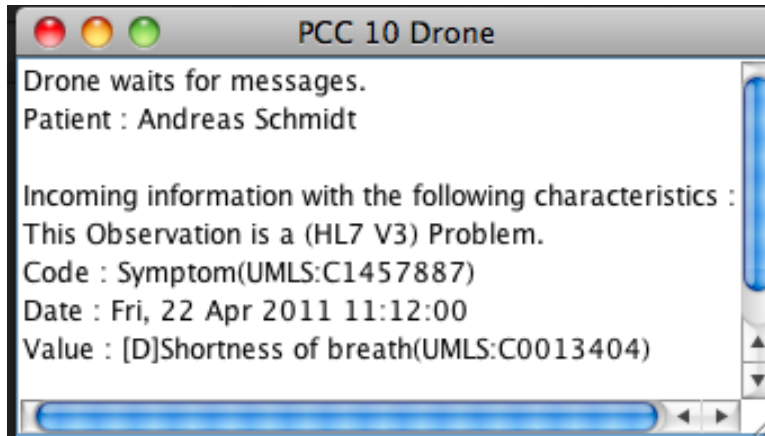 PCC 10 Drone
Drone waits for messages.
Patient : Andreas Schmidt
Incoming information with the following characteristics :
This Observation is a (HL7 V3) Problem.
Code : Symptom(UMLS:C1457887)
Date : Fri, 22 Apr 2011 11:12:00
Value : [D]Shortness of breath(UMLS:C0013404)